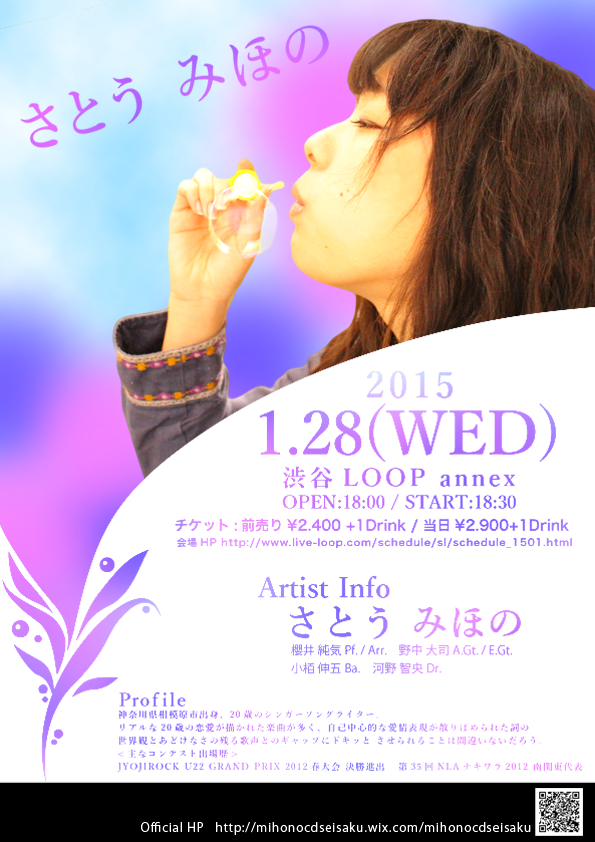 さとう みほの
2015
1.28(WED)
渋谷 LOOP annex
OPEN:18:00 / START:18:30
チケット : 前売り ¥2.400 +1Drink / 当日 ¥2.900+1Drink
会場 HP http://www.live-loop.com/schedule/sl/schedule_1501.html
Artist Info
さとう みほの
櫻井 純気 Pf. / Arr. 野中 大司 A.Gt. / E.Gt.
小栢 伸五 Ba. 河野 智央 Dr.
Profile
神奈川県相模原市出身、20歳のシンガーソングライター。
リアルな20歳の恋愛が描かれた楽曲が多く、自己中心的な愛情表現が散りばめられた詞の
世界観とあどけなさの残る歌声とのギャップにドキッと させられることは間違いないだろう。
<主なコンテスト出場歴>
JYOJIROCK U22 GRAND PRIX 2012 春大会 決勝進出 第35回 NLA ナキワラ 2012 南関東代表
Official HP http://mihonocdseisaku.wix.com/mihonocdseisaku